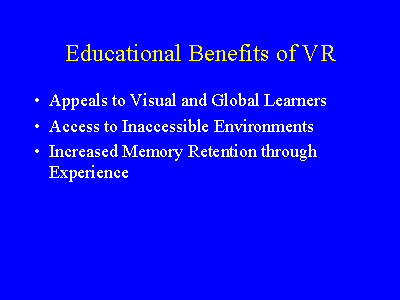 Educational Benefits of VR
• Appeals to Visual and Global Learners
• Access to Inaccessible Environments
• Increased Memory Retention through
Experience